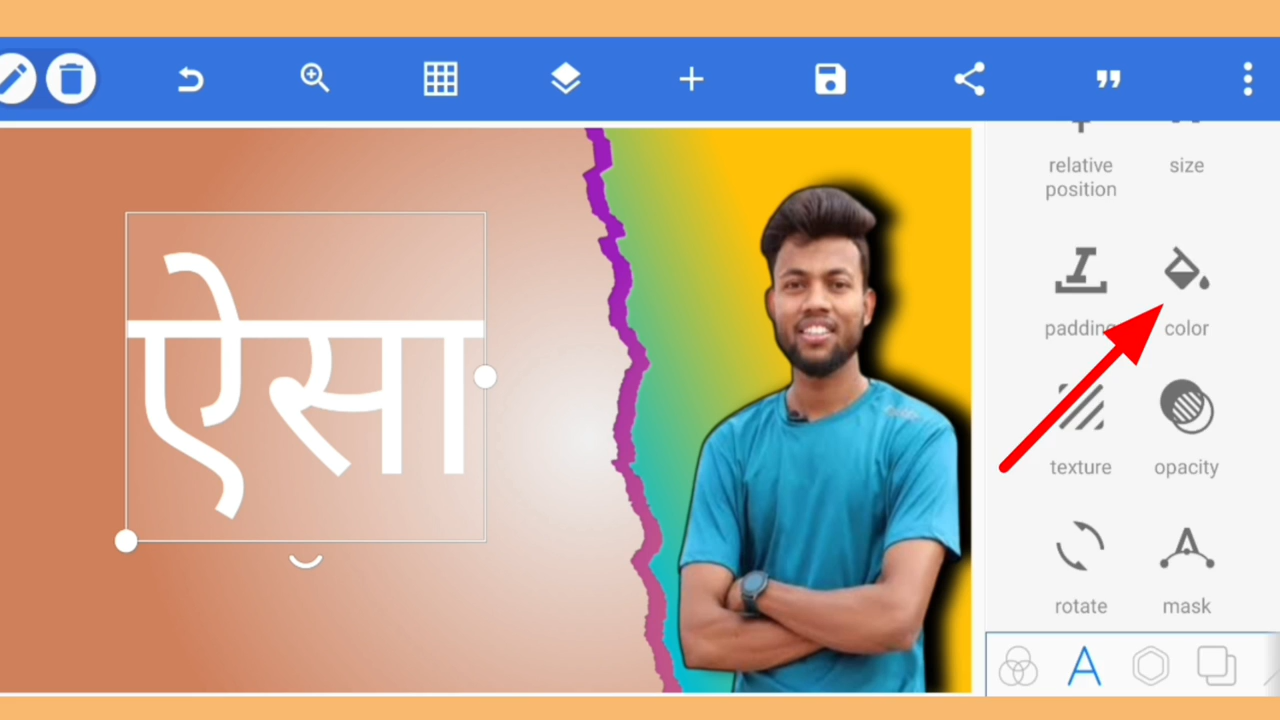 ऐसा
relative
position
size
padding
color
texture
opacity
rotate
mask
A